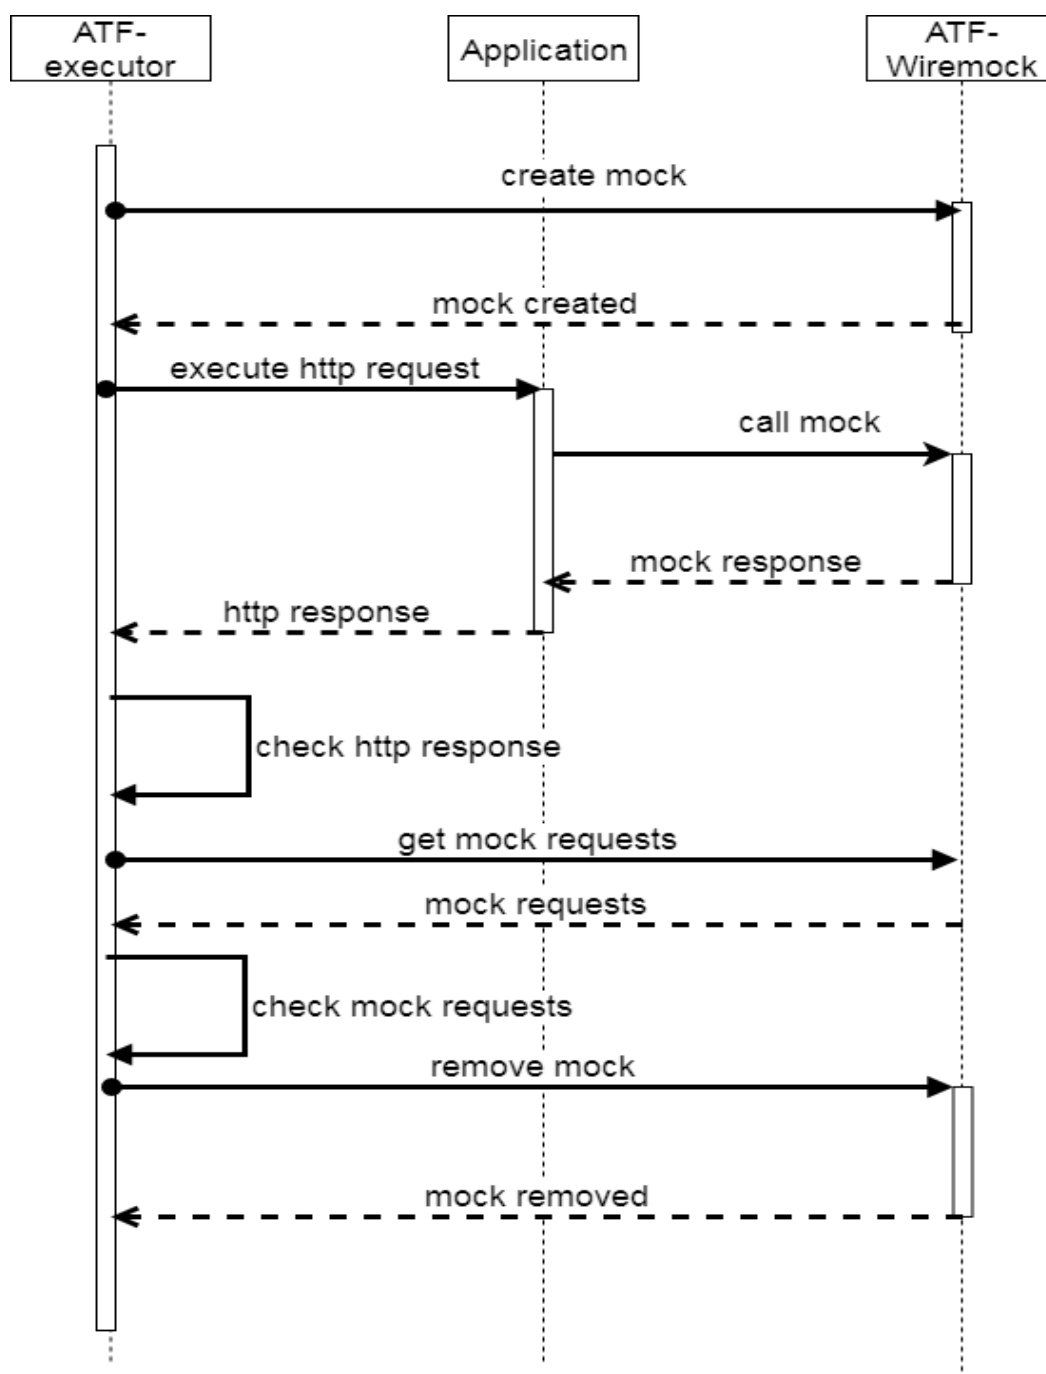 ATF-
executor
Application
ATF-
Wiremock
create mock
mock created
execute http request
call mock
mock response
http response
check http response
get mock requests
mock requests
check mock requests
remove mock
mock removed